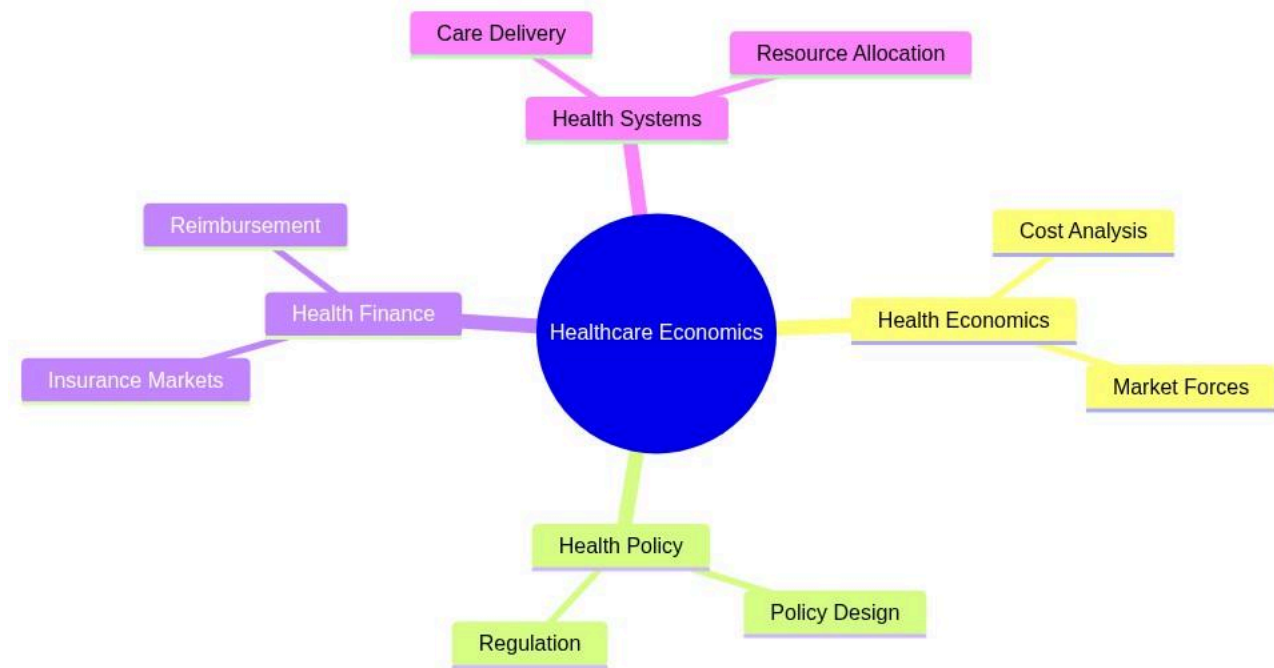 Care Delivery
Resource Allocation
Health Systems
Reimbursement
Cost Analysis
Health Finance
Healthcare Economics
Health Economics
Insurance Markets
Market Forces
Health Policy
Policy Design
Regulation